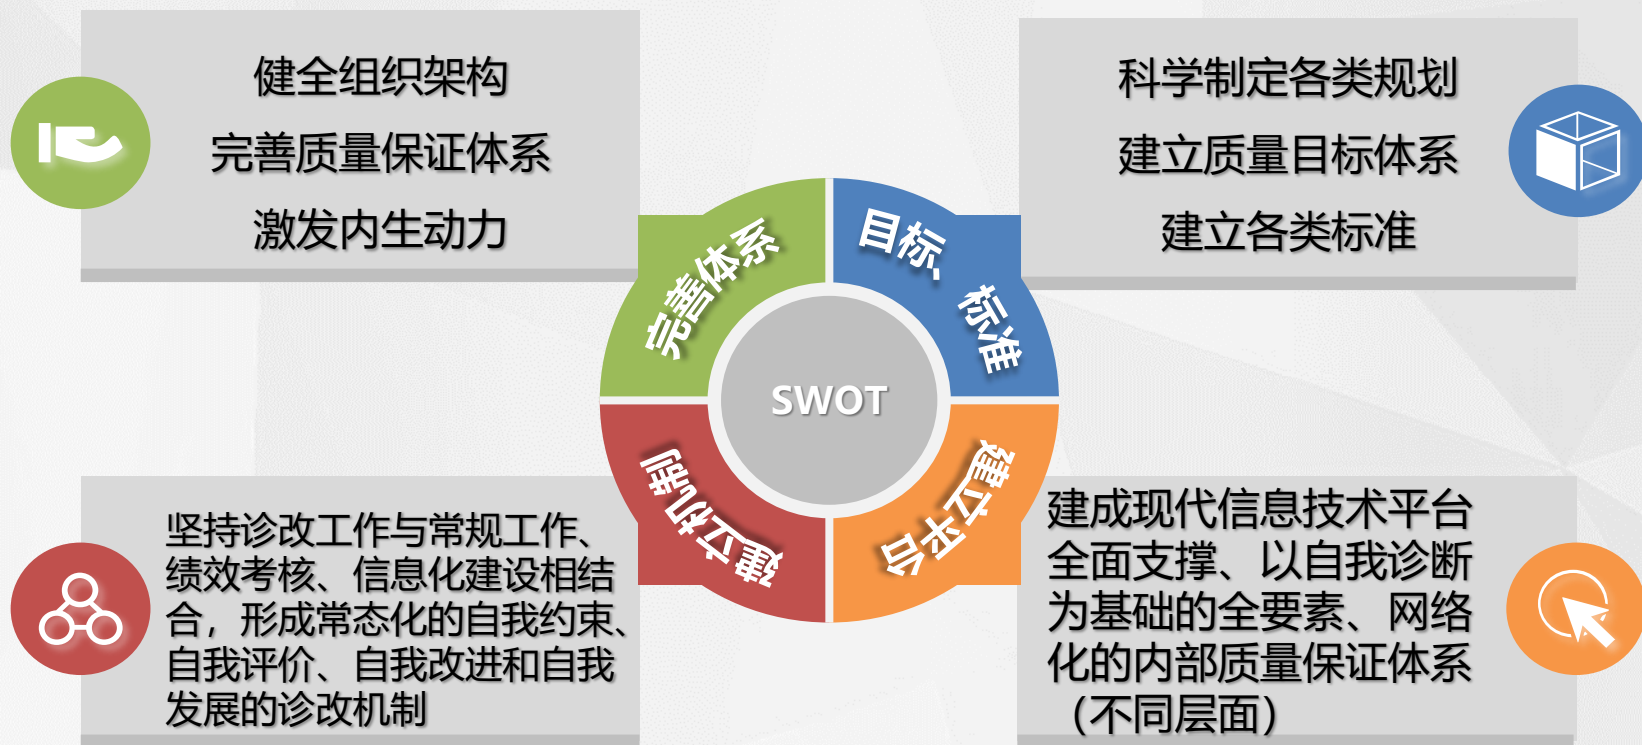 健全组织架构
完善质量保证体系
激发内生动力
科学制定各类规划
建立质量目标体系
建立各类标准
完善体系
目标、标准
SWOT
建立机制
建立平台
坚持诊改工作与常规工作、
绩效考核、信息化建设相结
合，形成常态化的自我约束、
自我评价、自我改进和自我
发展的诊改机制
建成现代信息技术平台
全面支撑、以自我诊断
为基础的全要素、网络
化的内部质量保证体系
（不同层面）